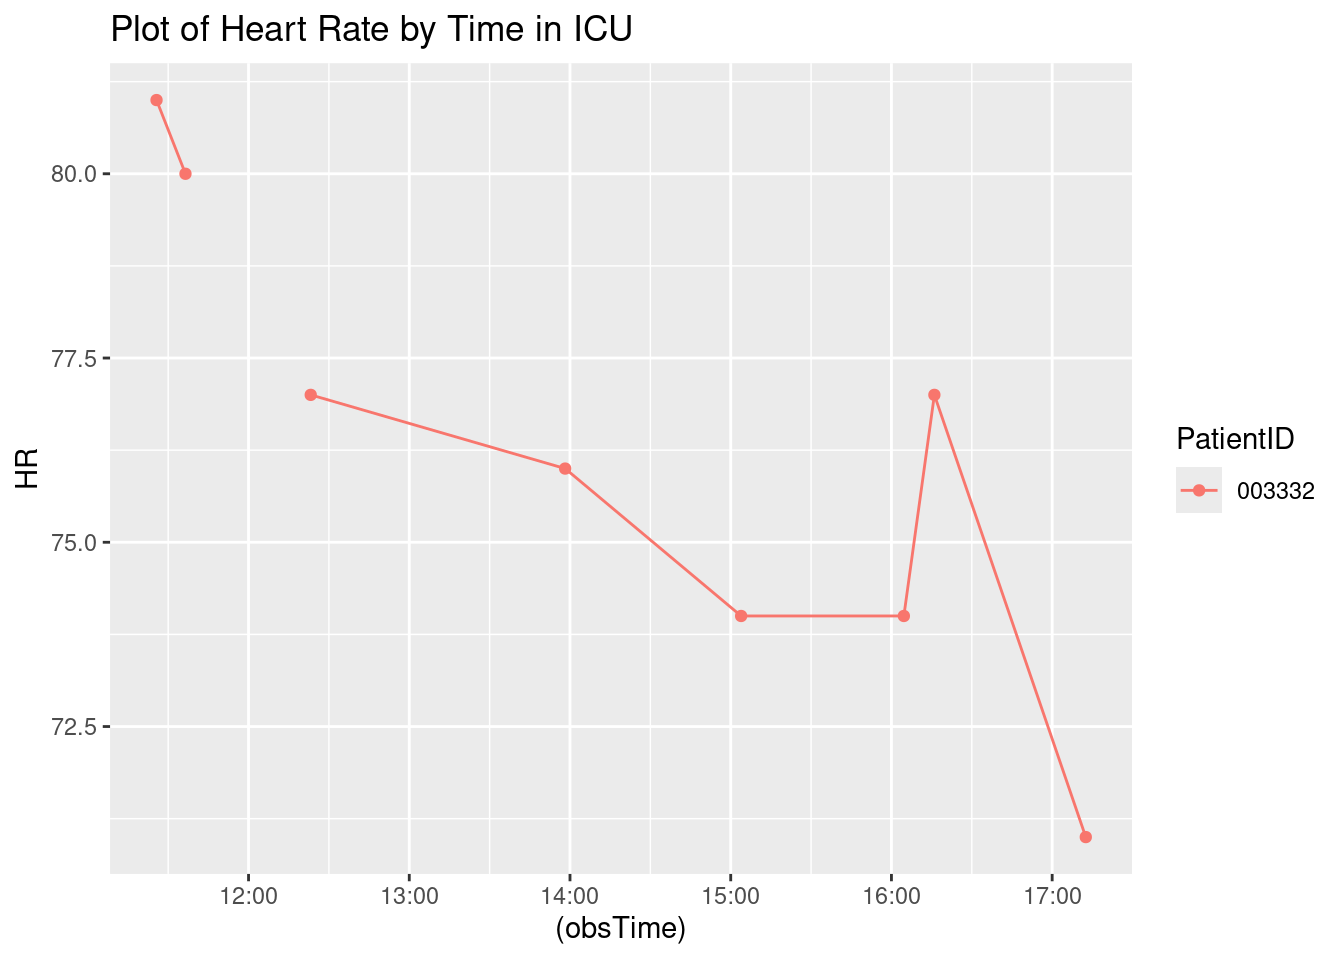 Plot of Heart Rate by Time in ICU
80.0
77.5
75.0
72.5
HR
12:00 13:00 14:00 15:00 16:00 17:00
(obsTime)
PatientID
003332